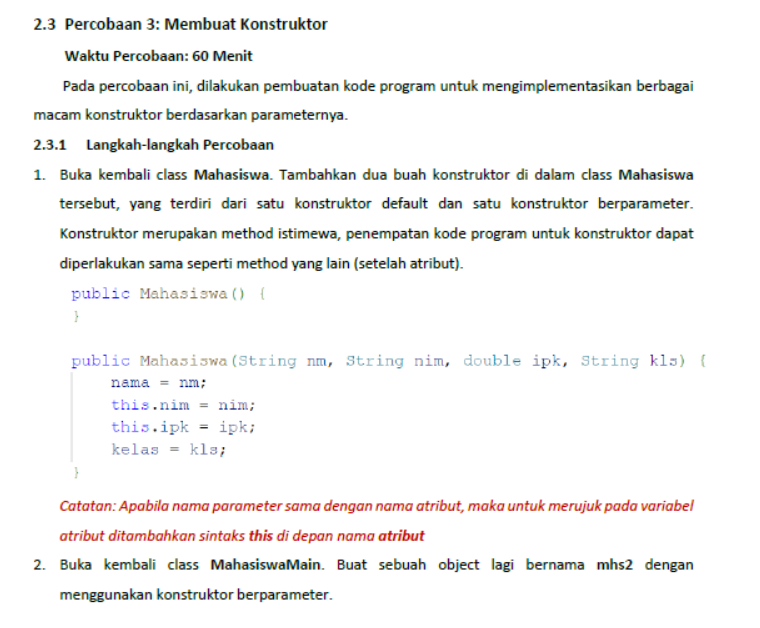 2.3 Percobaan 3: Membuat Konstruktor
Waktu Percobaan: 60 Menit
Pada percobaan ini, dilakukan pembuatan kode program untuk mengimplementasikan berbagai
macam konstruktor berdasarkan parameternya.
2.3.1 Langkah-langkah Percobaan
1. Buka kembali class Mahasiswa. Tambahkan dua buah konstruktor di dalam class Mahasiswa
tersebut, yang terdiri dari satu konstruktor default dan satu konstruktor berparameter.
Konstruktor merupakan method istimewa, penempatan kode program untuk konstruktor dapat
diperlakukan sama seperti method yang lain (setelah atribut).
public Mahasiswa() {
}
public Mahasiswa(String nm, String nim, double ipk, String kls) {
nama = nm;
this.nim = nim;
this.ipk = ipk;
kelas = kls;
}
Catatan: Apabila nama parameter sama dengan nama atribut, maka untuk merujuk pada variabel
atribut ditambahkan sintaks this di depan nama atribut
2. Buka kembali class MahasiswaMain. Buat sebuah object lagi bernama mhs2 dengan
menggunakan konstruktor berparameter.